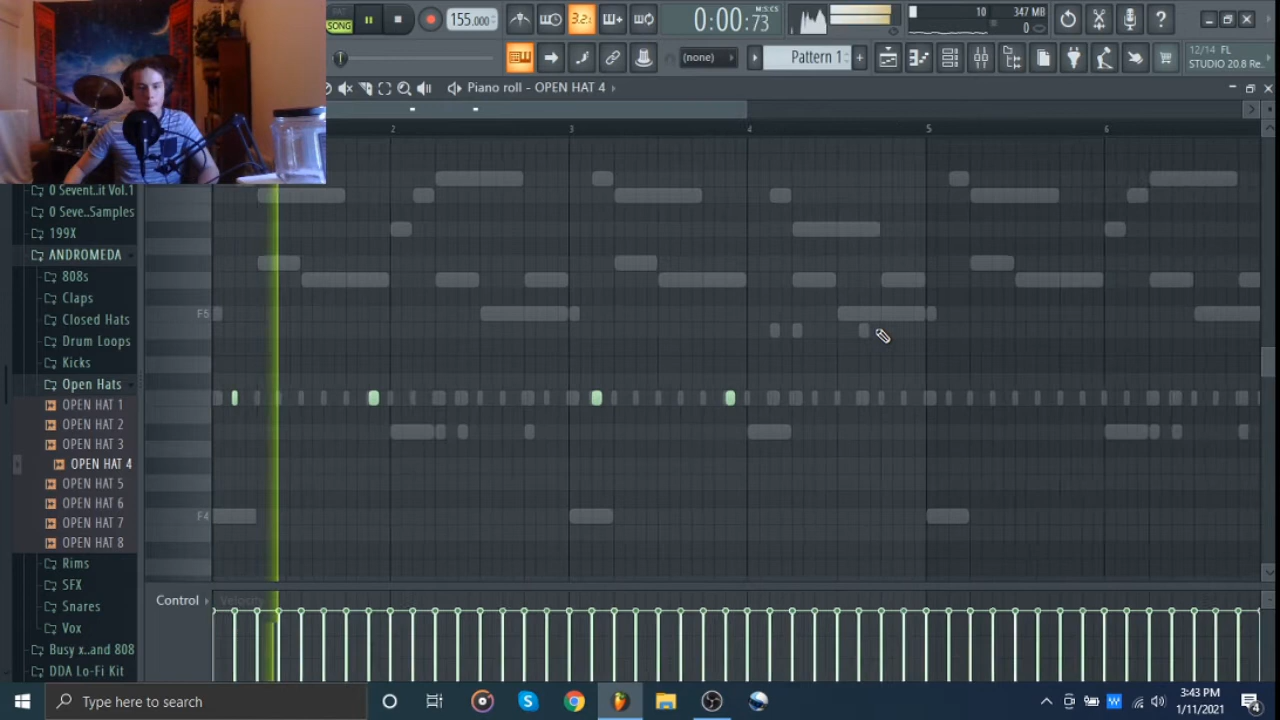 PAT
SONG
155.000
3.2
0:00:73
M:S:CS
10
347 MB
0
(none)
Pattern 1
12/14 FL
STUDIO 20.8 Re..
Piano roll - OPEN HAT 4
2
3
4
5
6
0 Sevent..it Vol.1
0 Seve..Samples
199X
ANDROMEDA
808s
Claps
Closed Hats
Drum Loops
Kicks
Open Hats
OPEN HAT 1
OPEN HAT 2
OPEN HAT 3
OPEN HAT 4
OPEN HAT 5
OPEN HAT 6
OPEN HAT 7
OPEN HAT 8
Rims
SFX
Snares
Vox
Busy x..and 808
DDA Lo-Fi Kit
F5
F4
Control
Velocity
Type here to search
3:43 PM
1/11/2021
4